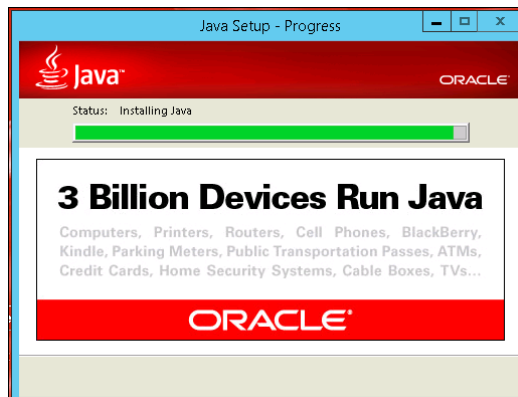 Java Setup - Progress
Java™
ORACLE®
Status: Installing Java
3 Billion Devices Run Java
Computers, Printers, Routers, Cell Phones, BlackBerry,
Kindle, Parking Meters, Public Transportation Passes, ATMs,
Credit Cards, Home Security Systems, Cable Boxes, TVs...
ORACLE®